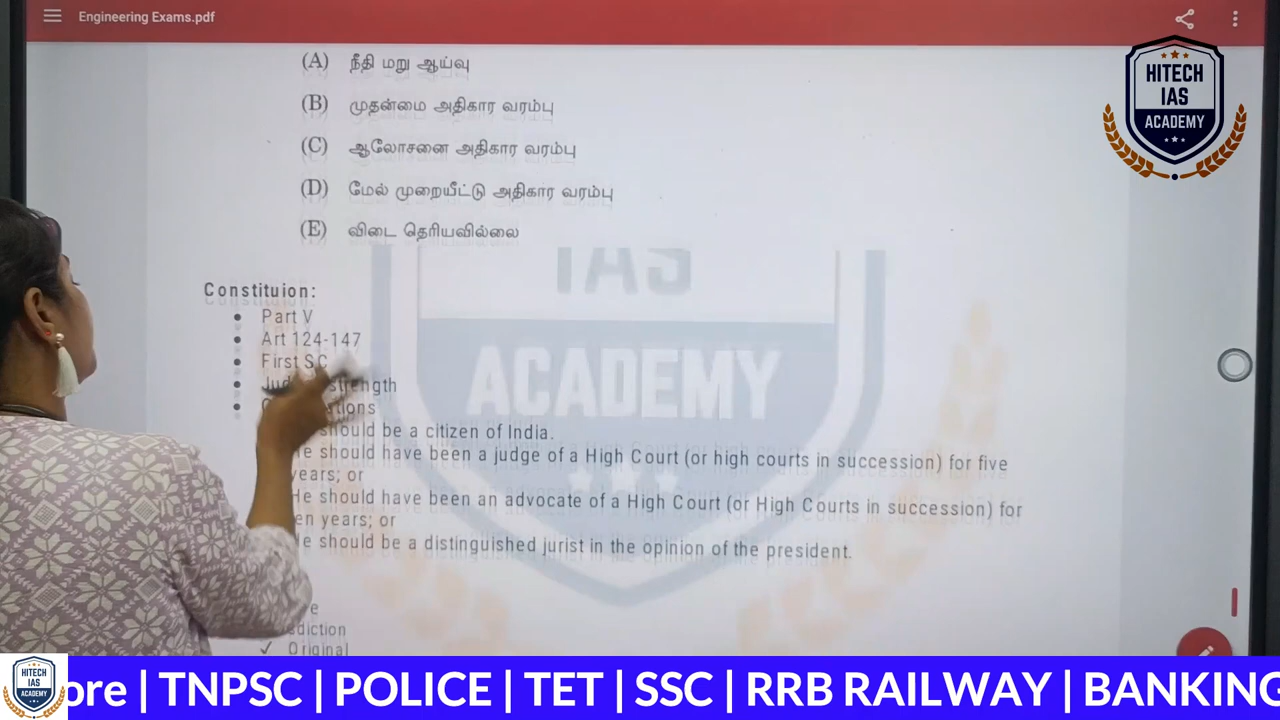 Engineering Exams.pdf
HITECH
IAS
ACADEMY
(A) நீதி மறு ஆய்வு
(B) முதன்மை அதிகார வரம்பு
(C) ஆலோசனை அதிகார வரம்பு
(D) மேல் முறையீட்டு அதிகார வரம்பு
(E) விடை தெரியவில்லை
ACADEMY
Constituion:
Part V
Art 124-147
First SC
should be a citizen of India.
should have been a judge of a High Court (or high courts in succession) for five
years; or
He should have been an advocate of a High Court (or High Courts in succession) for
years; or
He should be a distinguished jurist in the opinion of the president.
✓ Original
HITECH
IAS
ACADEMY
| TNPSC | POLICE | TET | SSC | RRB RAILWAY | BANKING